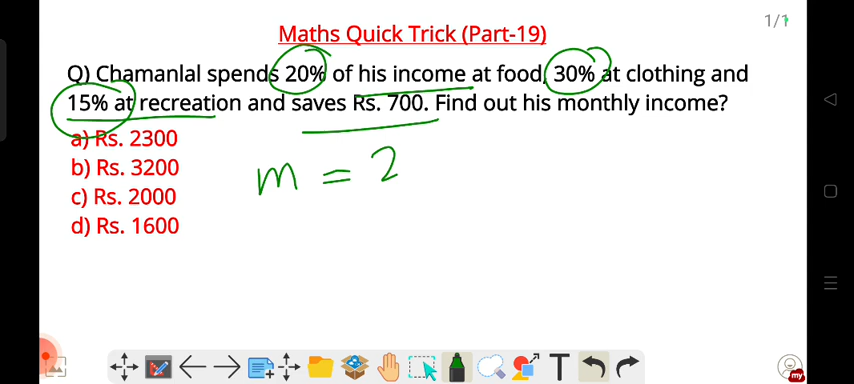 1/1
Maths Quick Trick (Part-19)
Q) Chamanlal spends 20% of his income at food, 30% at clothing and
15% at recreation and saves Rs. 700. Find out his monthly income?
a) Rs. 2300
b) Rs. 3200
c) Rs. 2000
d) Rs. 1600
m = 2
T
my